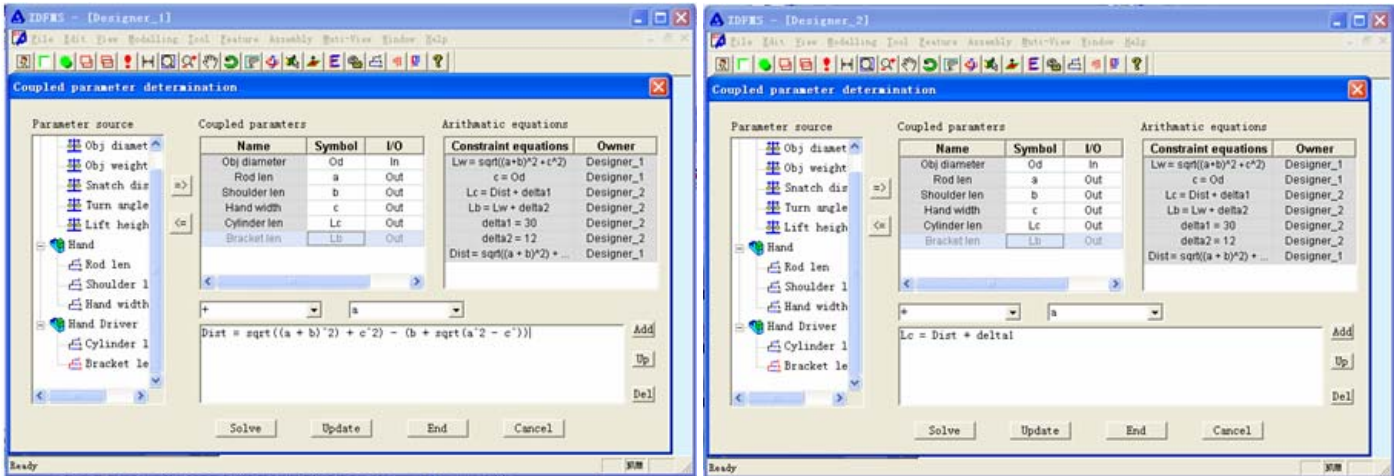 ZDFMS - [Designer_1]
File Edit View Modelling Tool Feature Assembly Muti-View Window Help
Coupled parameter determination
Parameter source
Obj diamet
Obj weight
Snatch dis
Turn angle
Lift heigh
Hand
Rod len
Shoulder l
Hand width
Hand Driver
Cylinder l
Bracket le
=>
<=
Coupled paramters
Name Symbol I/O
Obj diameter Od In
Rod len a Out
Shoulder len b Out
Hand width c Out
Cylinder len Lc Out
Bracket len Lb Out
Arithmatic equations
Constraint equations Owner
Lw = sqrt((a+b)^2 + c^2) Designer_1
c = Od Designer_1
Lc = Dist + delta1 Designer_2
Lb = Lw + delta2 Designer_2
delta1 = 30 Designer_2
delta2 = 12 Designer_2
Dist = sqrt((a + b)^2) + ... Designer_1
+ a
Dist = sqrt((a + b)^2) + c^2) - (b + sqrt(a^2 - c^))
Add
Up
Del
Solve Update End Cancel
Ready
ZDFMS - [Designer_2]
File Edit View Modelling Tool Feature Assembly Muti-View Window Help
Coupled parameter determination
Parameter source
Obj diamet
Obj weight
Snatch dis
Turn angle
Lift heigh
Hand
Rod len
Shoulder l
Hand width
Hand Driver
Cylinder l
Bracket le
=>
<=
Coupled paramters
Name Symbol I/O
Obj diameter Od In
Rod len a Out
Shoulder len b Out
Hand width c Out
Cylinder len Lc Out
Bracket len Lb Out
Arithmatic equations
Constraint equations Owner
Lw = sqrt((a+b)^2 + c^2) Designer_1
c = Od Designer_1
Lc = Dist + delta1 Designer_2
Lb = Lw + delta2 Designer_2
delta1 = 30 Designer_2
delta2 = 12 Designer_2
Dist = sqrt((a + b)^2) + ... Designer_1
a
Lc = Dist + delta1
Add
Up
Del
Solve Update End Cancel
Ready